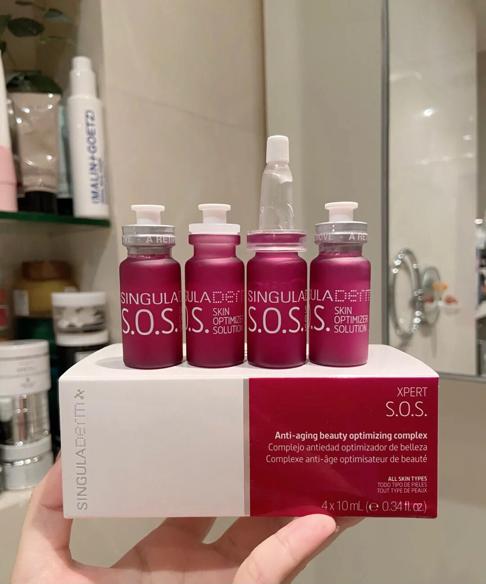 (MALIN+GOETZ)
SINGULA
S.O.S.
GULADERM
.S.
SKIN
OPTIMIZER
SOLUTION
SINGULA
S.O.S.
ULADERM
.S.
SKIN
OPTIMIZER
SOLUTION
SINGULADERM
XPERT
S.O.S.
Anti-aging beauty optimizing complex
Complejo antiedad optimizador de belleza
Complexe anti-âge optimisateur de beauté
ALL SKIN TYPES
TODO TIPO DE PIELES
TOUT TYPE DE PEAUX
4 x 10 mL (℮ 0.34 fl.oz)